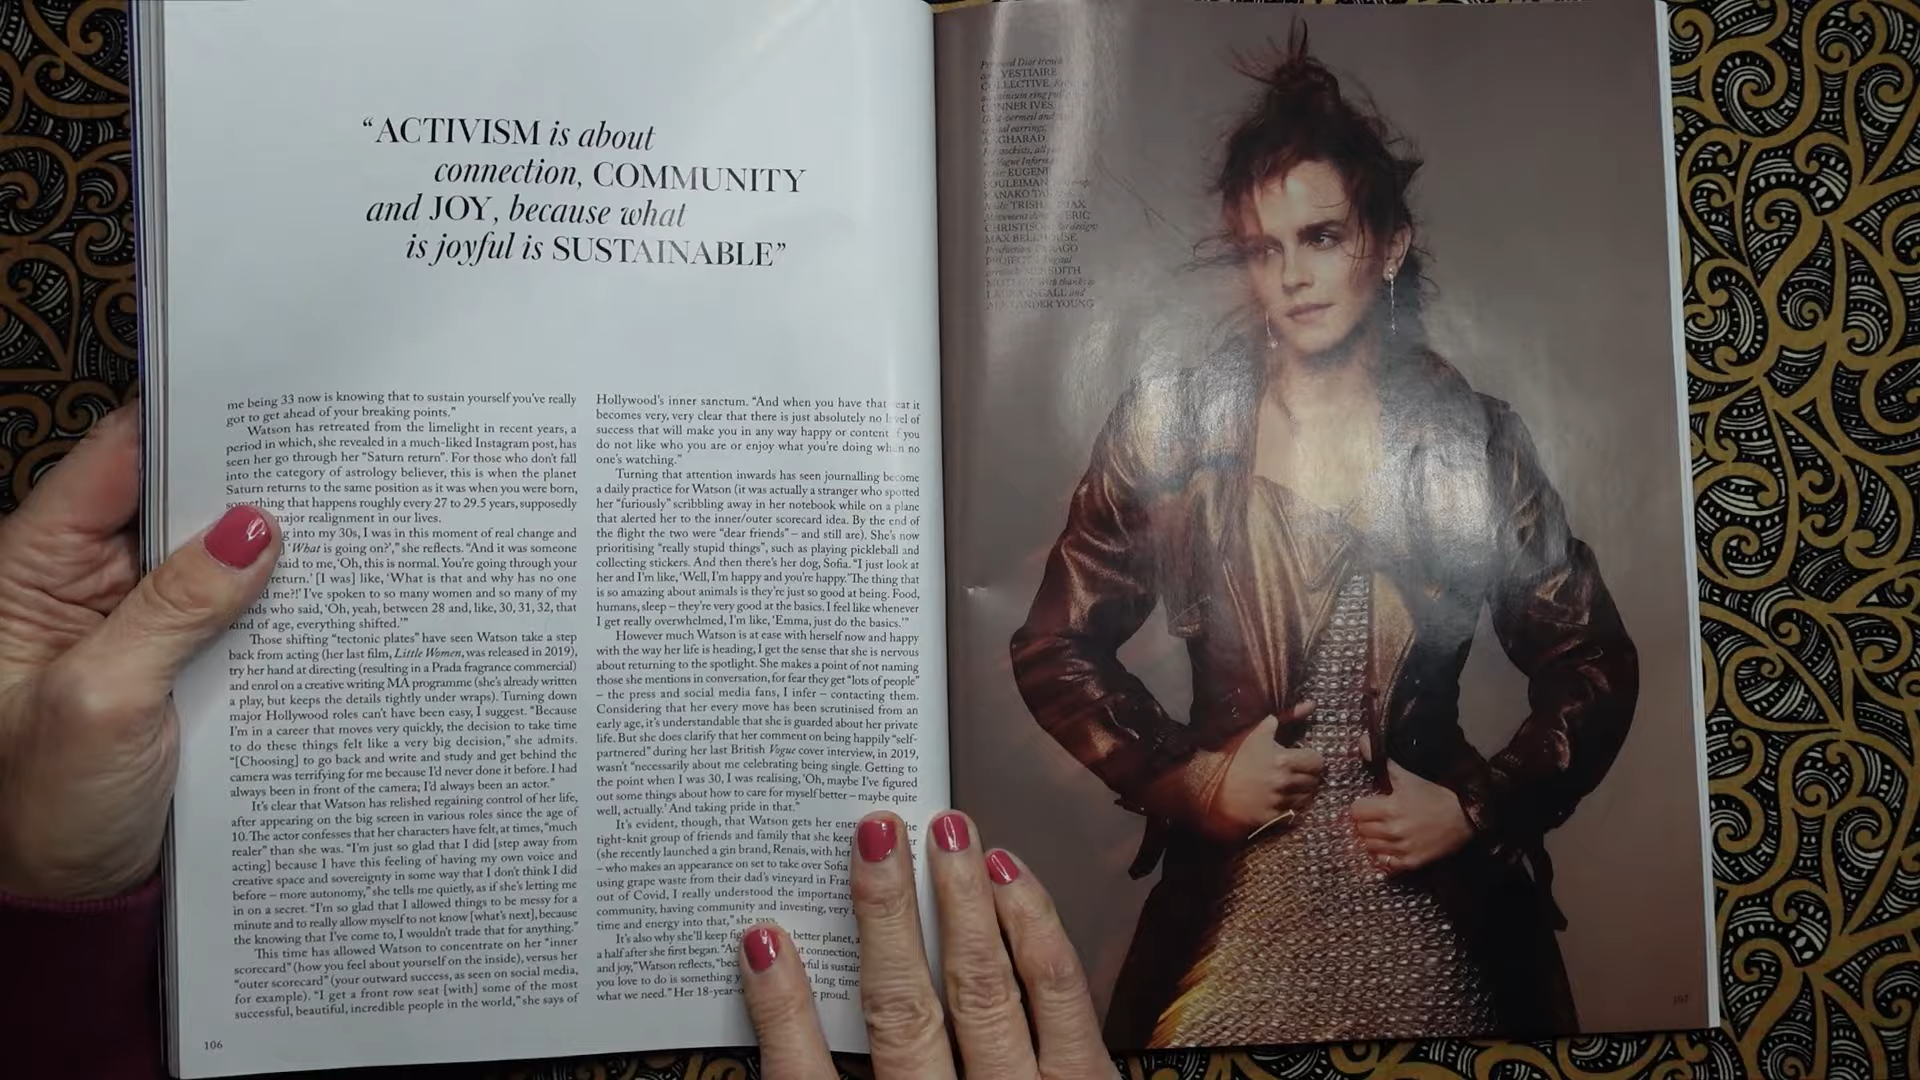 “ACTIVISM is about
connection, COMMUNITY
and JOY, because what
is joyful is SUSTAINABLE”
me being 33 now is knowing that to sustain yourself you’ve really
got to get ahead of your breaking points.”
Watson has retreated from the limelight in recent years, a
period in which, she revealed in a much-liked Instagram post, has
seen her go through her “Saturn return”. For those who don’t fall
into the category of astrology believer, this is when the planet
Saturn returns to the same position as it was when you were born,
something that happens roughly every 27 to 29.5 years, supposedly
major realignment in our lives.
into my 30s, I was in this moment of real change and
‘What is going on?’,” she reflects. “And it was someone
said to me, ‘Oh, this is normal. You’re going through your
return.’ [I was] like, ‘What is that and why has no one
me?!’ I’ve spoken to so many women and so many of my
who said, ‘Oh, yeah, between 28 and, like, 30, 31, 32, that
kind of age, everything shifted.’”
Those shifting “tectonic plates” have seen Watson take a step
back from acting (her last film, Little Women, was released in 2019),
try her hand at directing (resulting in a Prada fragrance commercial)
and enrol on a creative writing MA programme (she’s already written
a play, but keeps the details tightly under wraps). Turning down
major Hollywood roles can’t have been easy, I suggest. “Because
I’m in a career that moves very quickly, the decision to take time
to do these things felt like a very big decision,” she admits.
“[Choosing] to go back and write and study and get behind the
camera was terrifying for me because I’d never done it before. I had
always been in front of the camera; I’d always been an actor.”
It’s clear that Watson has relished regaining control of her life,
after appearing on the big screen in various roles since the age of
10. The actor confesses that her characters have felt, at times, “much
realer” than she was. “I’m just so glad that I did [step away from
acting] because I have this feeling of having my own voice and
creative space and sovereignty in some way that I don’t think I did
before – more autonomy,” she tells me quietly, as if she’s letting me
in on a secret. “I’m so glad that I allowed things to be messy for a
minute and to really allow myself to not know [what’s next], because
the knowing that I’ve come to, I wouldn’t trade that for anything.”
This time has allowed Watson to concentrate on her “inner
scorecard” (how you feel about yourself on the inside), versus her
“outer scorecard” (your outward success, as seen on social media,
for example). “I get a front row seat [with] some of the most
successful, beautiful, incredible people in the world,” she says of
106
Hollywood’s inner sanctum. “And when you have that seat it
becomes very, very clear that there is just absolutely no level of
success that will make you in any way happy or content if you
do not like who you are or enjoy what you’re doing when no
one’s watching.”
Turning that attention inwards has seen journalling become
a daily practice for Watson (it was actually a stranger who spotted
her “furiously” scribbling away in her notebook while on a plane
that alerted her to the inner/outer scorecard idea. By the end of
the flight the two were “dear friends” – and still are). She’s now
prioritising “really stupid things”, such as playing pickleball and
collecting stickers. And then there’s her dog, Sofia. “I just look at
her and I’m like, ‘Well, I’m happy and you’re happy.’ The thing that
is so amazing about animals is they’re just so good at being. Food,
humans, sleep – they’re very good at the basics. I feel like whenever
I get really overwhelmed, I’m like, ‘Emma, just do the basics.’”
However much Watson is at ease with herself now and happy
with the way her life is heading, I get the sense that she is nervous
about returning to the spotlight. She makes a point of not naming
those she mentions in conversation, for fear they get “lots of people”
– the press and social media fans, I infer – contacting them.
Considering that her every move has been scrutinised from an
early age, it’s understandable that she is guarded about her private
life. But she does clarify that her comment on being happily “self-
partnered” during her last British Vogue cover interview, in 2019,
wasn’t “necessarily about me celebrating being single. Getting to
the point when I was 30, I was realising, ‘Oh, maybe I’ve figured
out some things about how to care for myself better – maybe quite
well, actually.’ And taking pride in that.”
It’s evident, though, that Watson gets her
tight-knit group of friends and family that she
(she recently launched a gin brand, Renais, with her
– who makes an appearance on set to take over Sofia
using grape waste from their dad’s vineyard in
out of Covid, I really understood the importance
community, having community and investing, very
time and energy into that,” she says.
It’s also why she’ll keep better planet,
a half after she first began. connection,
and joy,” Watson reflects, is
you love to do is something long time
what we need.” Her proud.
Dior trench
VESTIAIRE
COLLECTIVE
ring
CONNER IVES
earrings,
EUGENE
SOULEIMAN
TRISH
ERIC
MAX BELLHOUSE
with thanks to
and
YOUNG
107